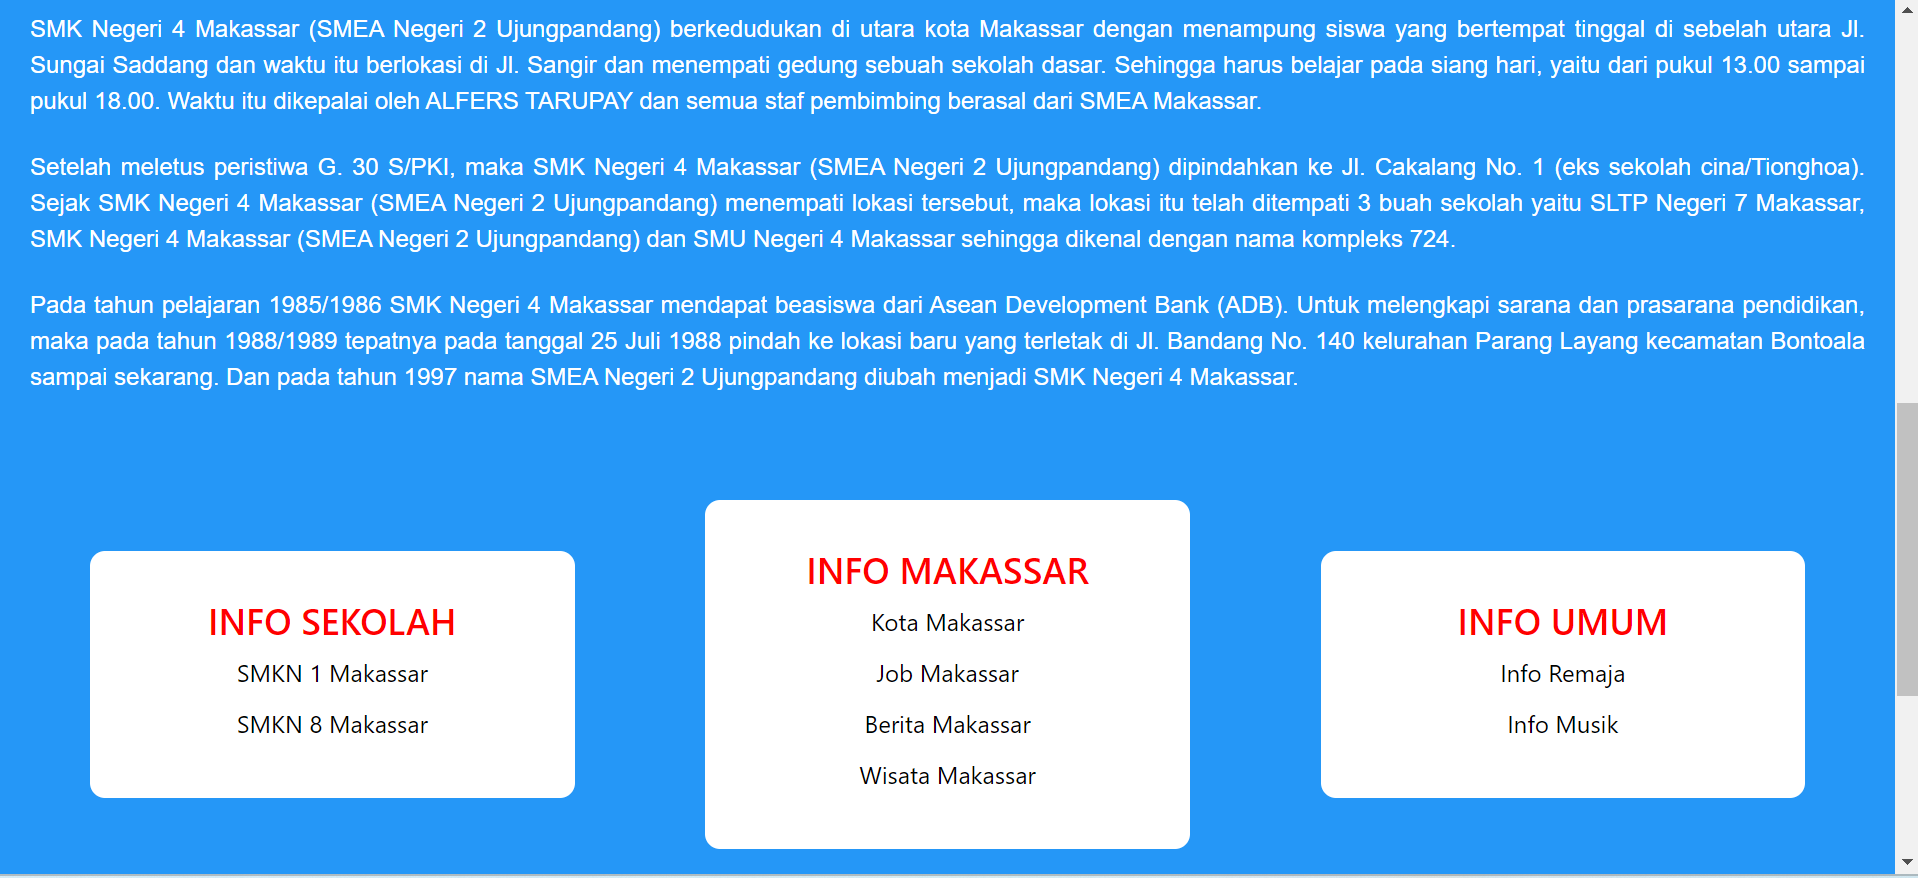 SMK Negeri 4 Makassar (SMEA Negeri 2 Ujungpandang) berkedudukan di utara kota Makassar dengan menampung siswa yang bertempat tinggal di sebelah utara Jl.
Sungai Saddang dan waktu itu berlokasi di Jl. Sangir dan menempati gedung sebuah sekolah dasar. Sehingga harus belajar pada siang hari, yaitu dari pukul 13.00 sampai
pukul 18.00. Waktu itu dikepalai oleh ALFERS TARUPAY dan semua staf pembimbing berasal dari SMEA Makassar.
Setelah meletus peristiwa G. 30 S/PKI, maka SMK Negeri 4 Makassar (SMEA Negeri 2 Ujungpandang) dipindahkan ke Jl. Cakalang No. 1 (eks sekolah cina/Tionghoa).
Sejak SMK Negeri 4 Makassar (SMEA Negeri 2 Ujungpandang) menempati lokasi tersebut, maka lokasi itu telah ditempati 3 buah sekolah yaitu SLTP Negeri 7 Makassar,
SMK Negeri 4 Makassar (SMEA Negeri 2 Ujungpandang) dan SMU Negeri 4 Makassar sehingga dikenal dengan nama kompleks 724.
Pada tahun pelajaran 1985/1986 SMK Negeri 4 Makassar mendapat beasiswa dari Asean Development Bank (ADB). Untuk melengkapi sarana dan prasarana pendidikan,
maka pada tahun 1988/1989 tepatnya pada tanggal 25 Juli 1988 pindah ke lokasi baru yang terletak di Jl. Bandang No. 140 kelurahan Parang Layang kecamatan Bontoala
sampai sekarang. Dan pada tahun 1997 nama SMEA Negeri 2 Ujungpandang diubah menjadi SMK Negeri 4 Makassar.
INFO SEKOLAH
SMKN 1 Makassar
SMKN 8 Makassar
INFO MAKASSAR
Kota Makassar
Job Makassar
Berita Makassar
Wisata Makassar
INFO UMUM
Info Remaja
Info Musik